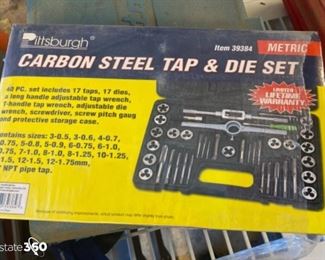 Pittsburgh®
Item 39384
METRIC
CARBON STEEL TAP & DIE SET
40 PC. set includes 17 taps, 17 dies,
a long handle adjustable tap wrench,
T-handle tap wrench, adjustable die
wrench, screwdriver, screw pitch gauge
and protective storage case.
LIMITED
LIFETIME
WARRANTY
ontains sizes: 3-0.5, 3-0.6, 4-0.7,
0.75, 5-0.8, 5-0.9, 6-0.75, 6-1.0,
0.75, 7-1.0, 8-1.0, 8-1.25, 10-1.25,
1.5, 12-1.5, 12-1.75mm,
NPT pipe tap.
state360